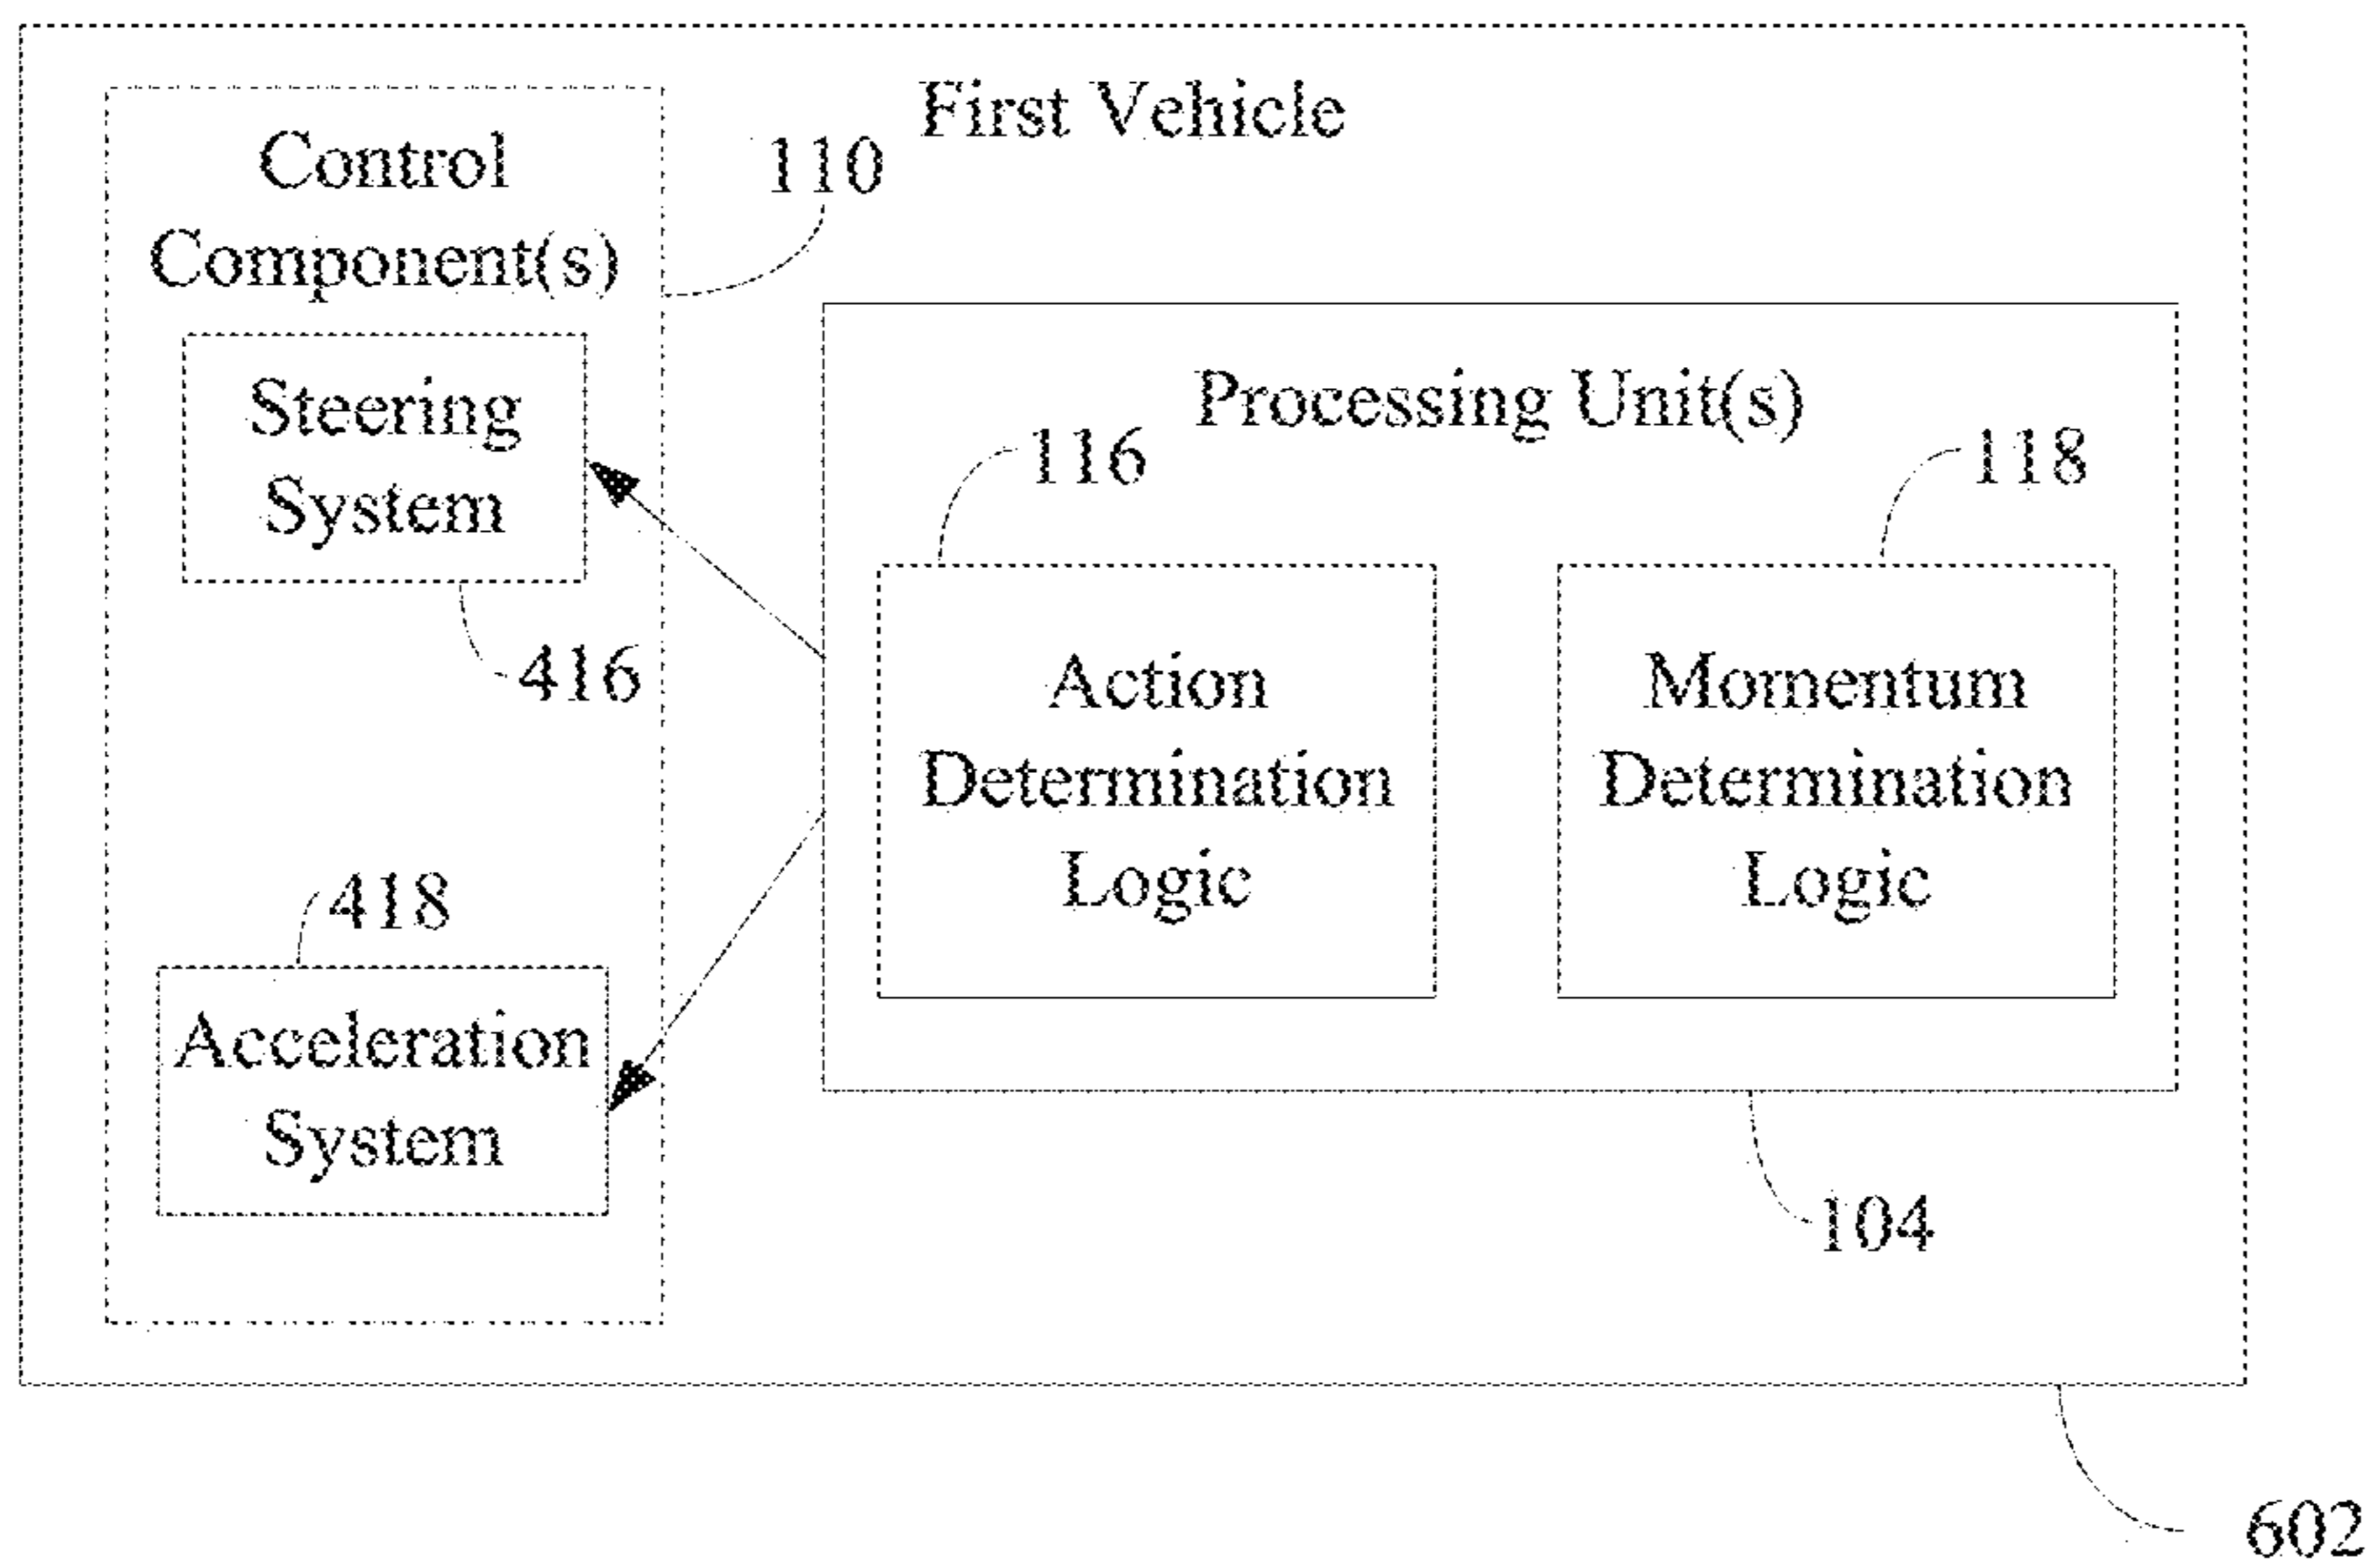 First Vehicle
Control
Component(s)
110
Steering
System
416
418
Acceleration
System
Processing Unit(s)
116
118
Action
Determination
Logic
Momentum
Determination
Logic
104
602